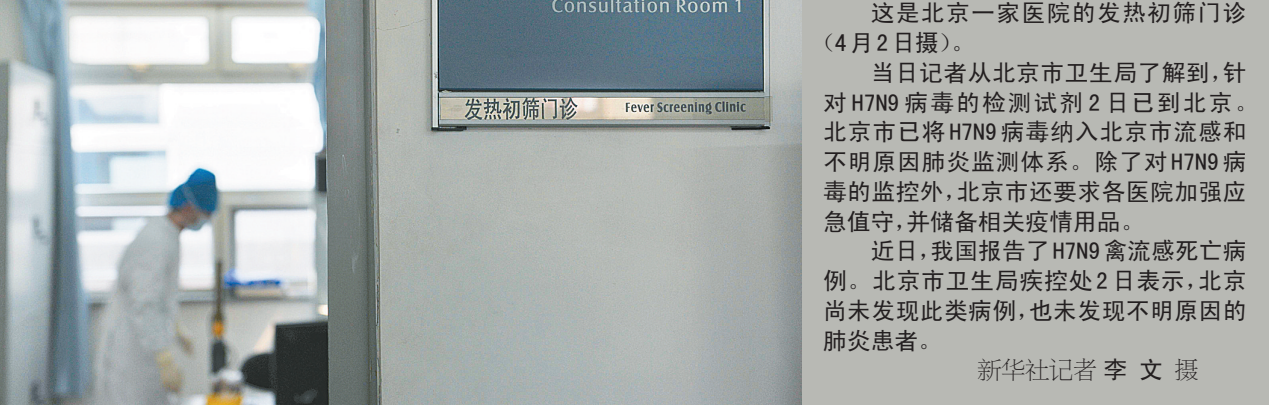 Consultation Room 1
发热初筛门诊 Fever Screening Clinic
这是北京一家医院的发热初筛门诊
（4月2日摄）。
当日记者从北京市卫生局了解到，针
对H7N9病毒的检测试剂2日已到北京。
北京市已将H7N9病毒纳入北京市流感和
不明原因肺炎监测体系。除了对H7N9病
毒的监控外，北京市还要求各医院加强应
急值守，并储备相关疫情用品。
近日，我国报告了H7N9禽流感死亡病
例。北京市卫生局疾控处2日表示，北京
尚未发现此类病例，也未发现不明原因的
肺炎患者。
新华社记者 李 文 摄